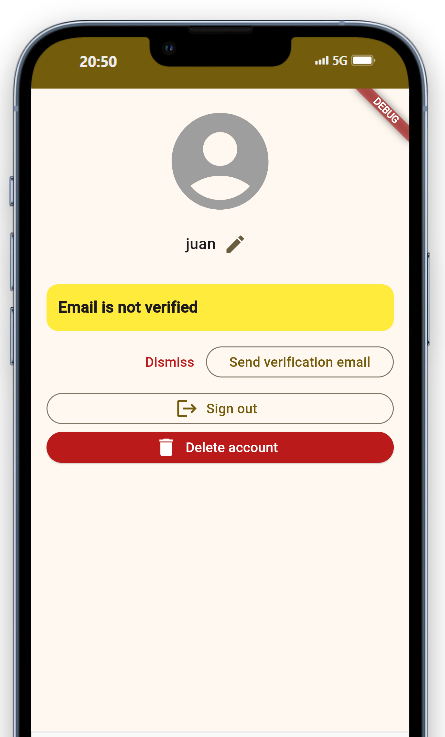 20:50
5G
DEBUG
juan
Email is not verified
Dismiss
Send verification email
Sign out
Delete account